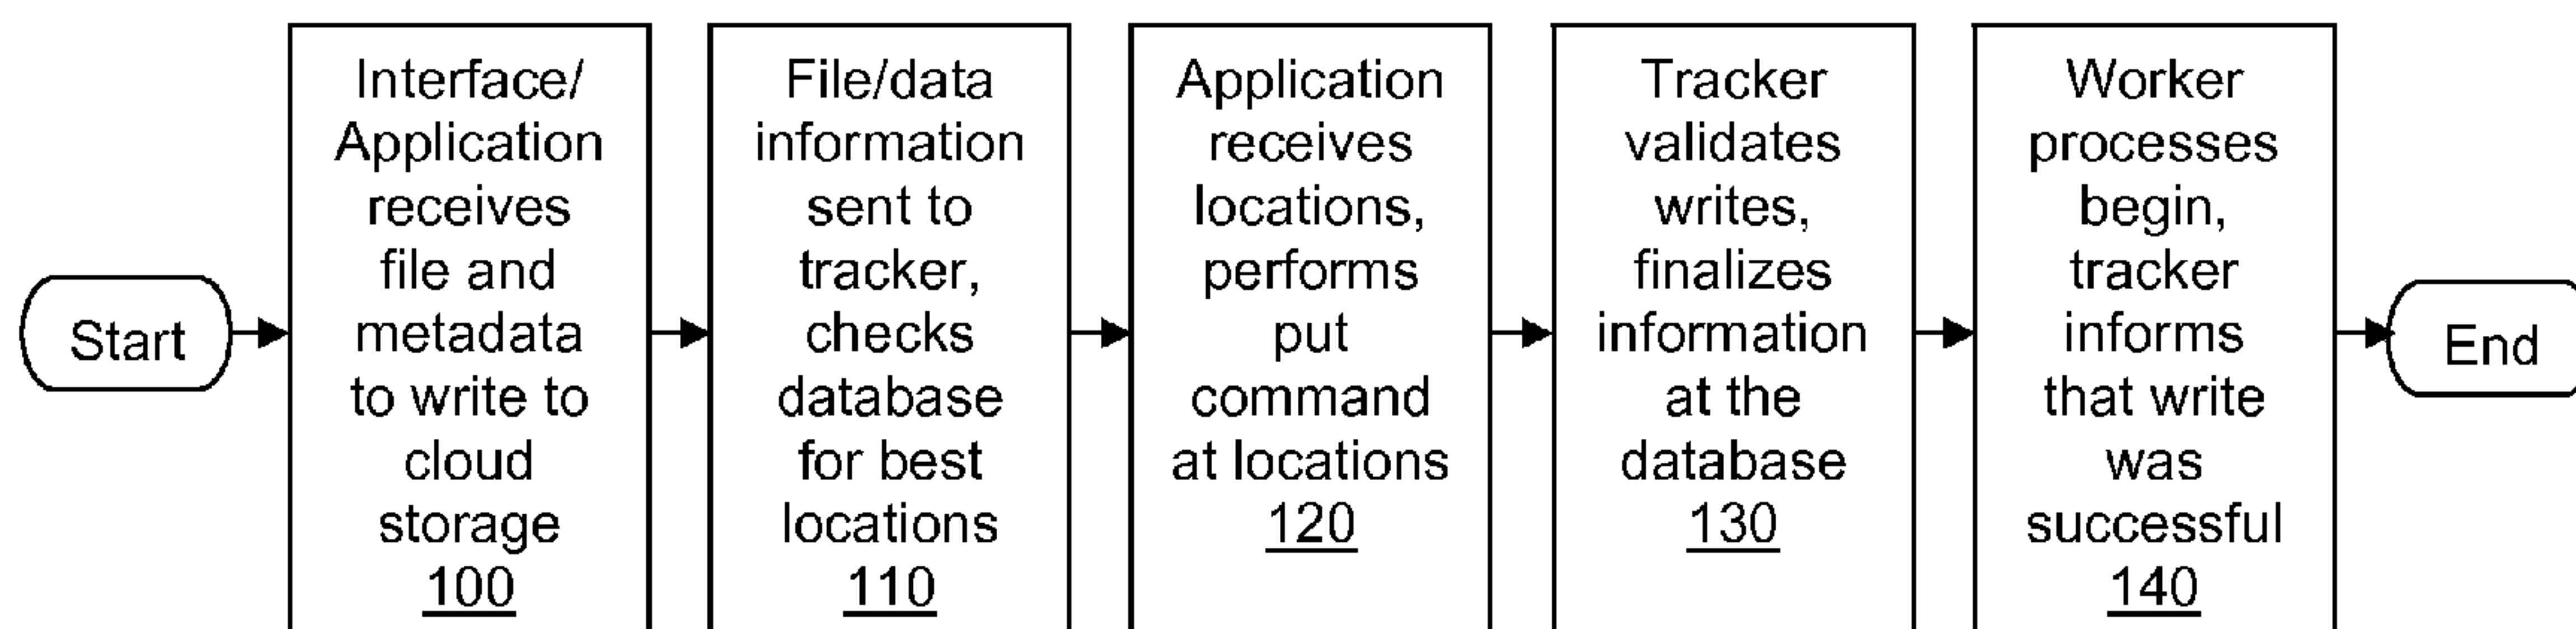 Start
Interface/
Application
receives
file and
metadata
to write to
cloud
storage
100
File/data
information
sent to
tracker,
checks
database
for best
locations
110
Application
receives
locations,
performs
put
command
at locations
120
Tracker
validates
writes,
finalizes
information
at the
database
130
Worker
processes
begin,
tracker
informs
that write
was
successful
140
End